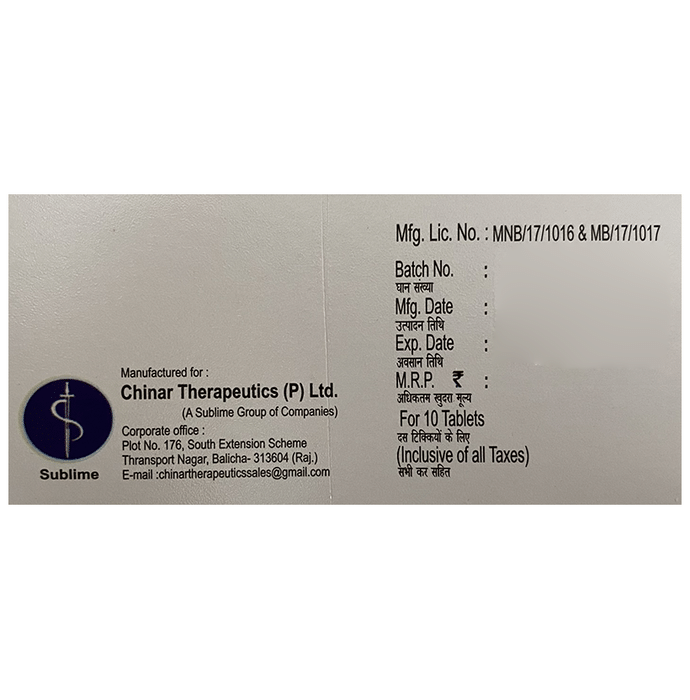 Manufactured for :
Chinar Therapeutics (P) Ltd.
(A Sublime Group of Companies)
Corporate office :
Plot No. 176, South Extension Scheme
Thransport Nagar, Balicha- 313604 (Raj.)
E-mail :chinartherapeuticssales@gmail.com
Sublime
Mfg. Lic. No. : MNB/17/1016 & MB/17/1017
Batch No. :
घान संख्या
Mfg. Date :
उत्पादन तिथि
Exp. Date :
अवसान तिथि
M.R.P. ₹ :
अधिकतम खुदरा मूल्य
For 10 Tablets
दस टिक्कियों के लिए
(Inclusive of all Taxes)
सभी कर सहित